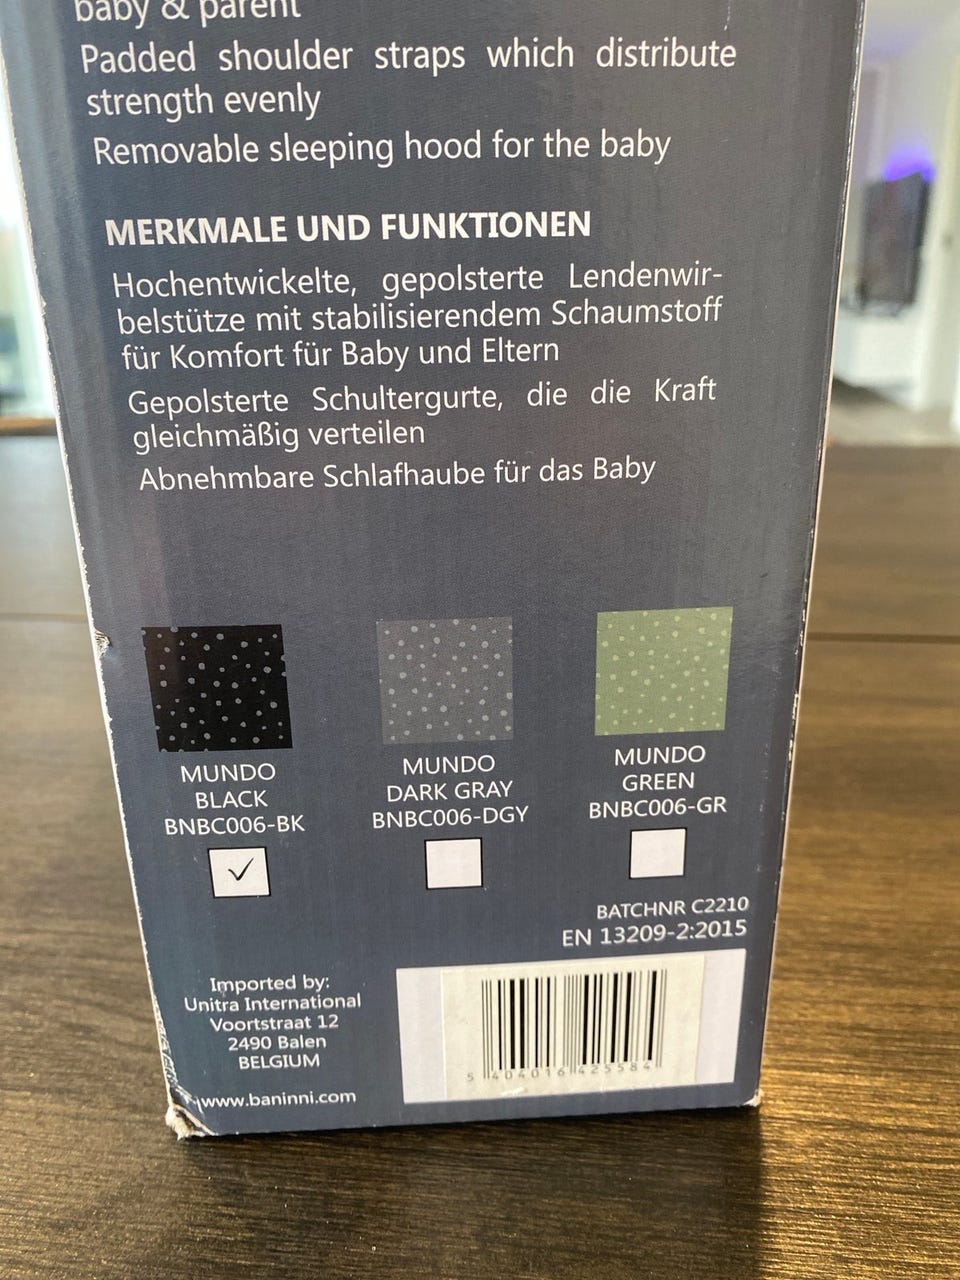 baby & parent
Padded shoulder straps which distribute
strength evenly
Removable sleeping hood for the baby
MERKMALE UND FUNKTIONEN
Hochentwickelte, gepolsterte Lendenwir-
belstütze mit stabilisierendem Schaumstoff
für Komfort für Baby und Eltern
Gepolsterte Schultergurte, die die Kraft
gleichmäßig verteilen
Abnehmbare Schlafhaube für das Baby
MUNDO
BLACK
BNBC006-BK
MUNDO
DARK GRAY
BNBC006-DGY
MUNDO
GREEN
BNBC006-GR
BATCHNR C2210
EN 13209-2:2015
Imported by:
Unitra International
Voortstraat 12
2490 Balen
BELGIUM
www.baninni.com
5 404016 425584